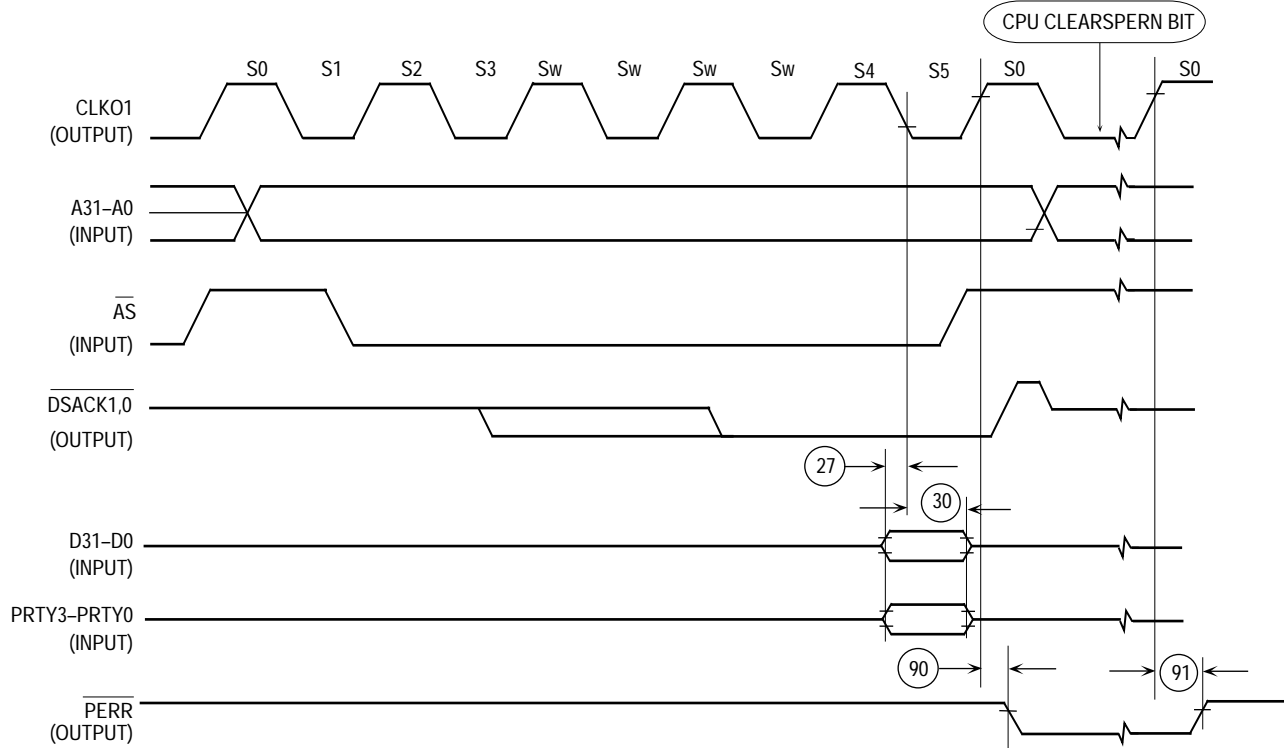 CPU CLEARSPERN BIT
S0 S1 S2 S3 Sw Sw Sw Sw S4 S5 S0 S0
CLKO1
(OUTPUT)
A31–A0
(INPUT)
AS
(INPUT)
DSACK1,0
(OUTPUT)
27
30
D31–D0
(INPUT)
PRTY3–PRTY0
(INPUT)
90
91
PERR
(OUTPUT)